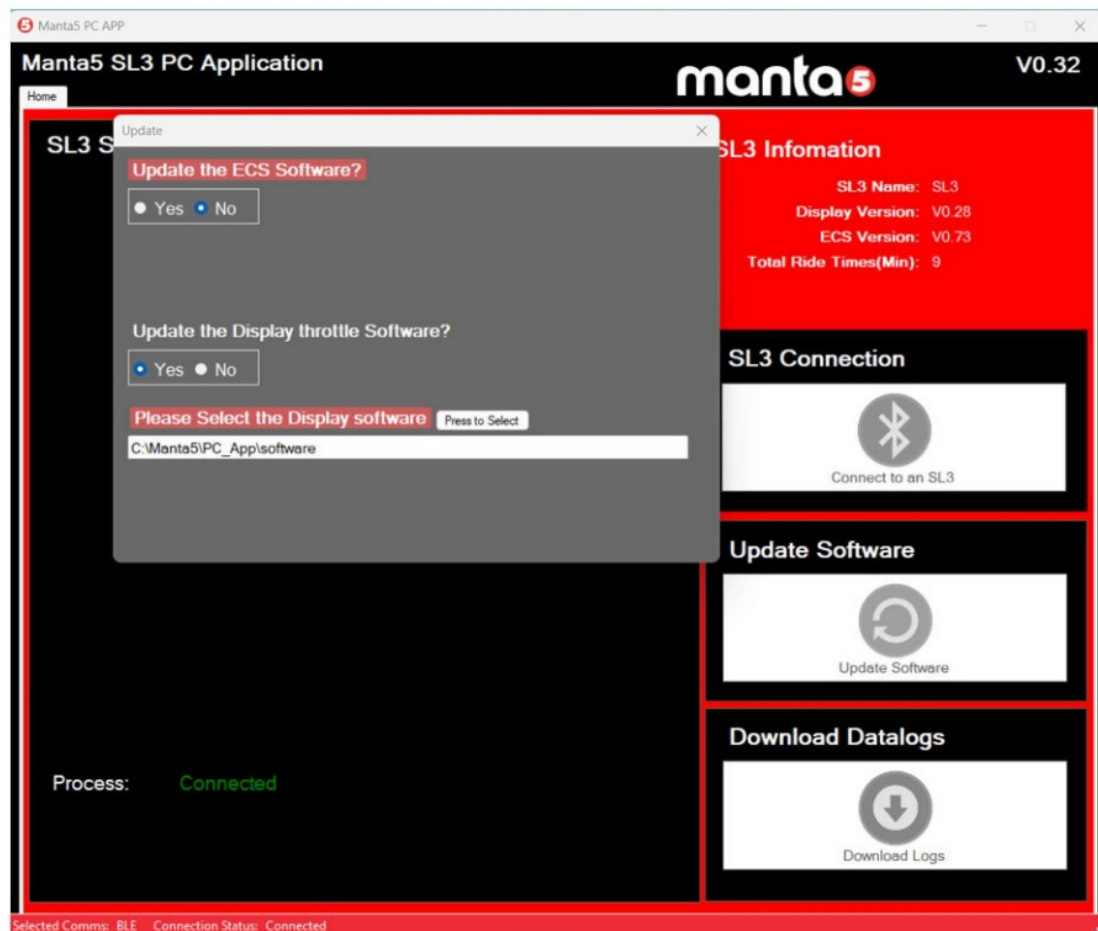 Manta5 PC APP
Manta5 SL3 PC Application
manta5
V0.32
Home
SL3 S
Update
Update the ECS Software?
Yes No
Update the Display throttle Software?
Yes No
Please Select the Display software Press to Select
C:\Manta5\PC_App\software
Process: Connected
SL3 Infomation
SL3 Name: SL3
Display Version: V0.28
ECS Version: V0.73
Total Ride Times(Min): 9
SL3 Connection
Connect to an SL3
Update Software
Update Software
Download Datalogs
Download Logs
Selected Comms: BLE Connection Status: Connected